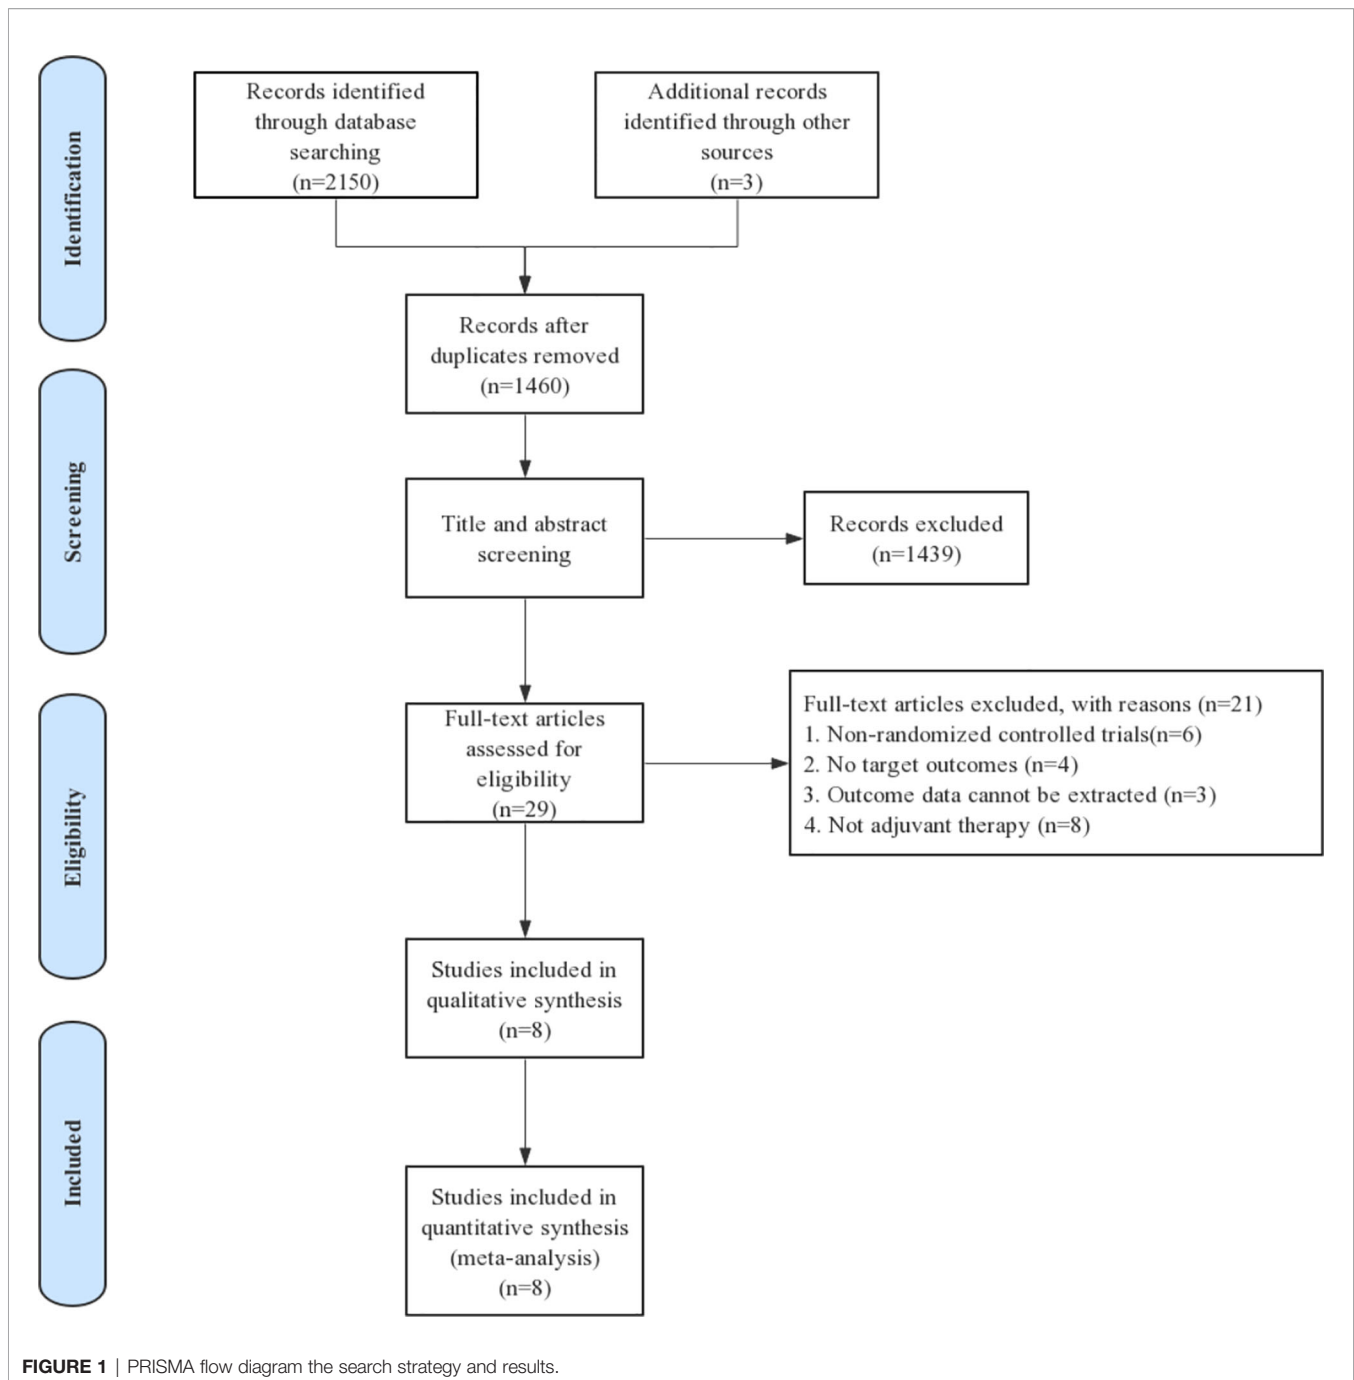 Identification
Records identified
through database
searching
(n=2150)
Additional records
identified through other
sources
(n=3)
Records after
duplicates removed
(n=1460)
Screening
Title and abstract
screening
Records excluded
(n=1439)
Eligibility
Full-text articles
assessed for
eligibility
(n=29)
Full-text articles excluded, with reasons (n=21)
1. Non-randomized controlled trials(n=6)
2. No target outcomes (n=4)
3. Outcome data cannot be extracted (n=3)
4. Not adjuvant therapy (n=8)
Studies included in
qualitative synthesis
(n=8)
Included
Studies included in
quantitative synthesis
(meta-analysis)
(n=8)
FIGURE 1 | PRISMA flow diagram the search strategy and results.